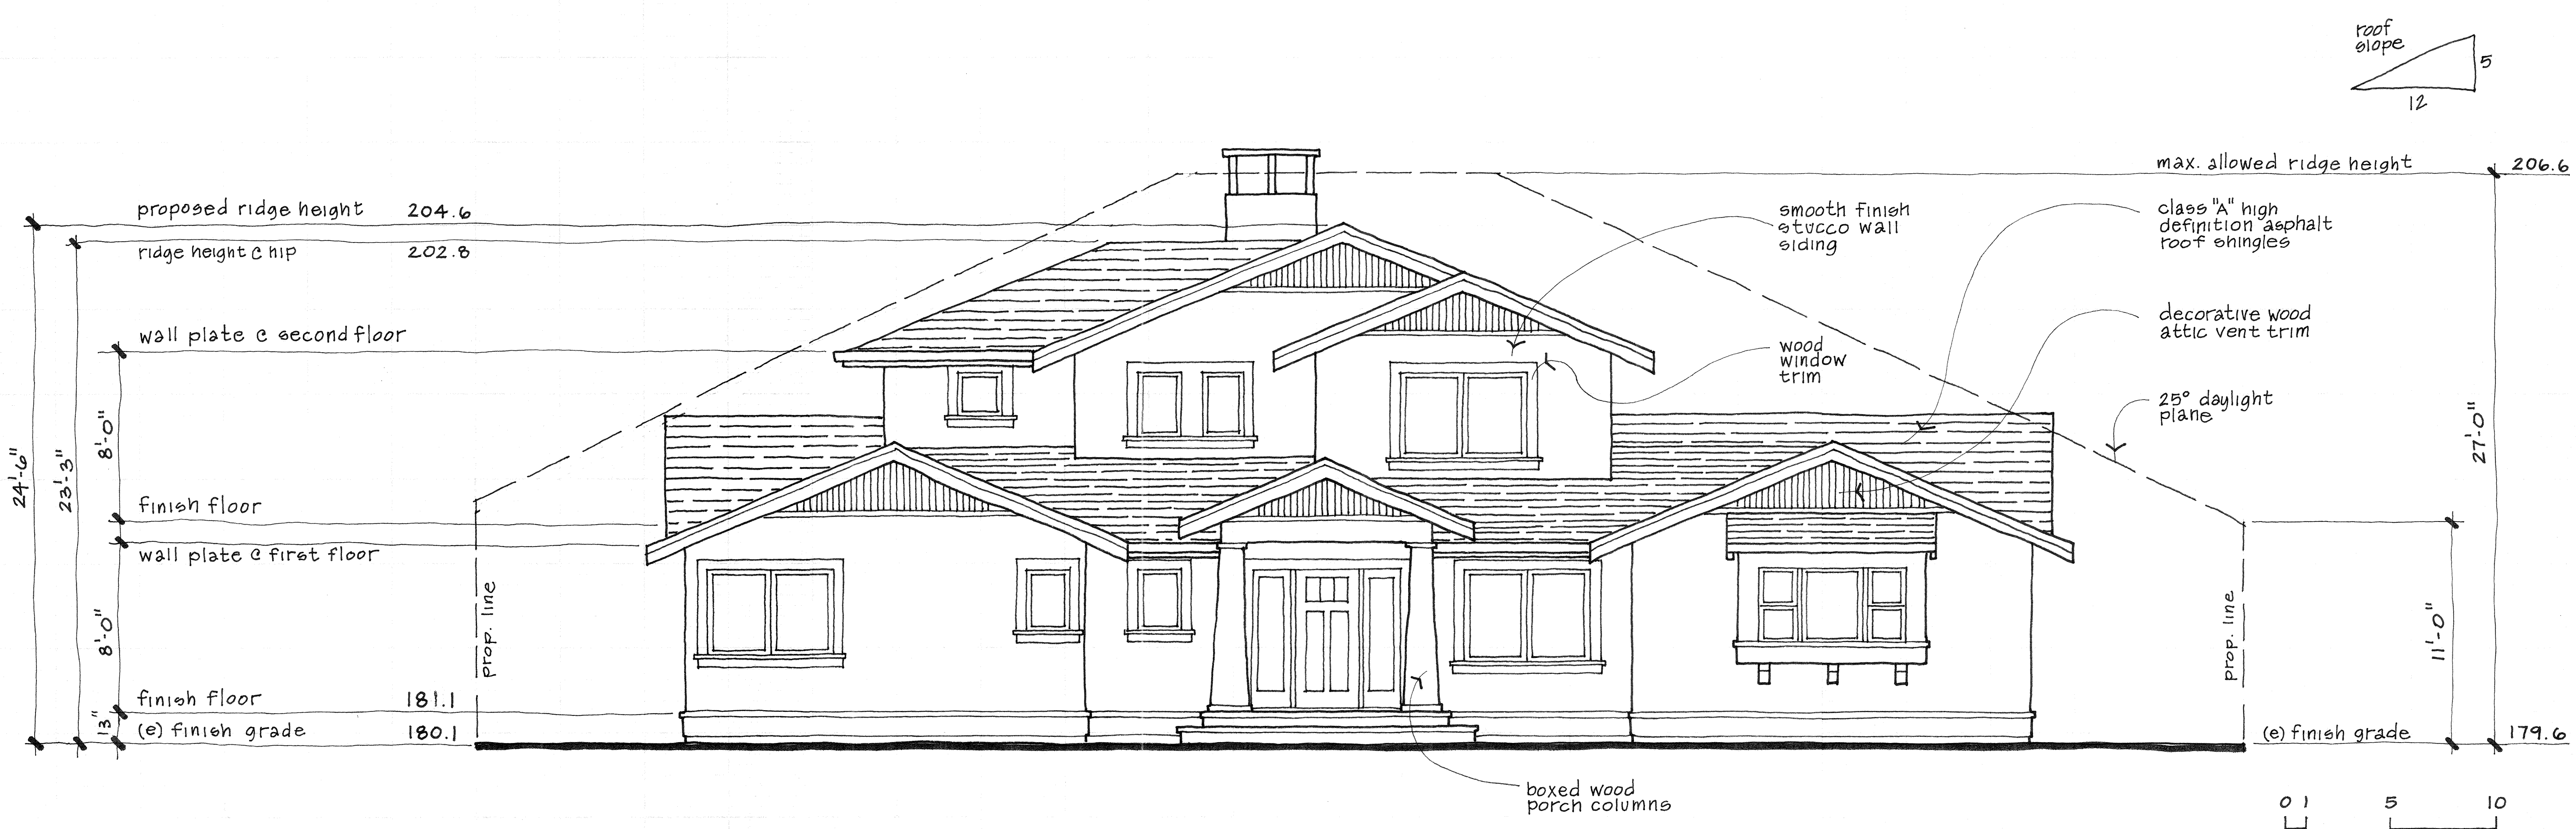 roof
slope
5
12
max. allowed ridge height 206.6
proposed ridge height 204.6
ridge height @ hip 202.8
smooth finish
stucco wall
siding
class "A" high
definition asphalt
roof shingles
wall plate @ second floor
decorative wood
attic vent trim
wood
window
trim
25° daylight
plane
24'-6"
23'-3"
8'-0"
27'-0"
finish floor
wall plate @ first floor
8'-0"
prop. line
prop. line
11'-0"
finish floor 181.1
13"
(e) finish grade 180.1
(e) finish grade 179.6
boxed wood
porch columns
0 1 5 10